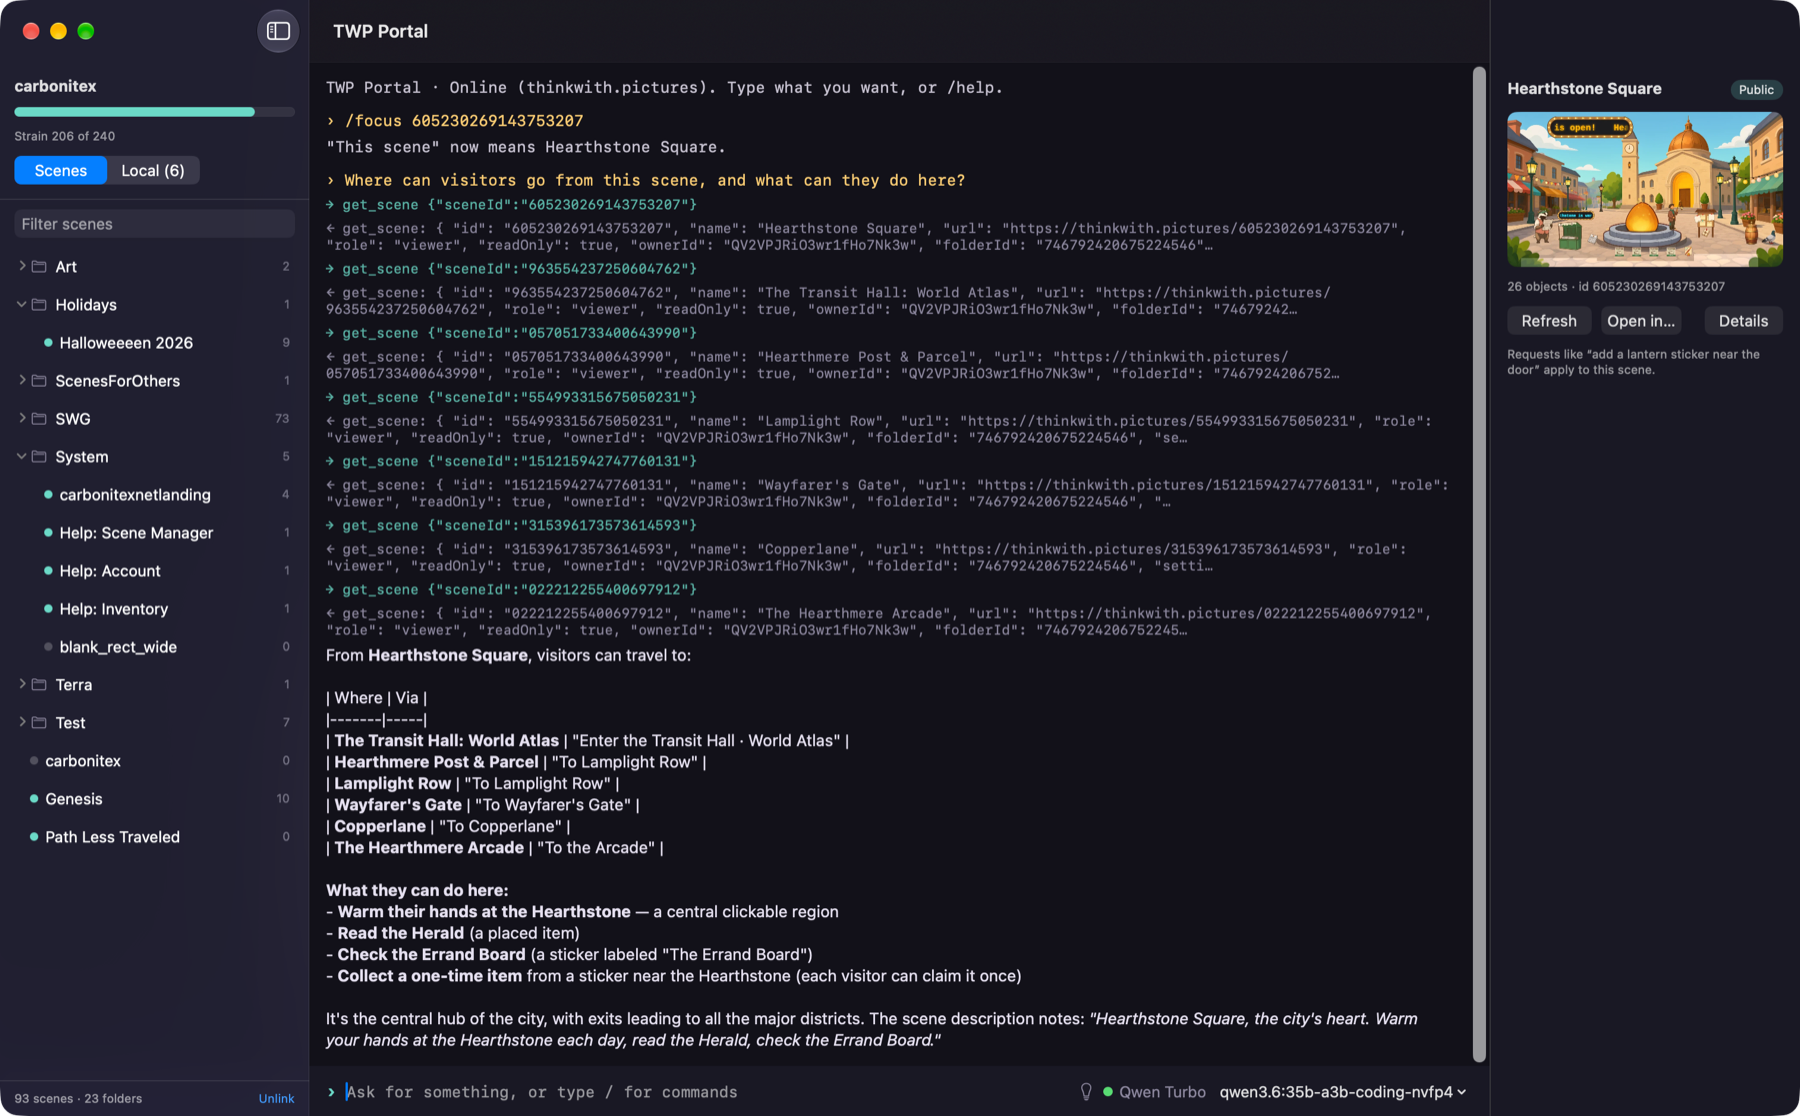 TWP Portal
carbonitex
Strain 206 of 240
Scenes
Local (6)
Filter scenes
Art 2
Holidays 1
Halloweeeen 2026 9
ScenesForOthers 1
SWG 73
System 5
carbonitexnetlanding 4
Help: Scene Manager 1
Help: Account 1
Help: Inventory 1
blank_rect_wide 0
Terra 1
Test 7
carbonitex 0
Genesis 10
Path Less Traveled 0
93 scenes · 23 folders
Unlink
TWP Portal · Online (thinkwith.pictures). Type what you want, or /help.
› /focus 605230269143753207
"This scene" now means Hearthstone Square.
› Where can visitors go from this scene, and what can they do here?
→ get_scene {"sceneId":"605230269143753207"}
← get_scene: { "id": "605230269143753207", "name": "Hearthstone Square", "url": "https://thinkwith.pictures/605230269143753207",
"role": "viewer", "readOnly": true, "ownerId": "QV2VPJRiO3wr1fHo7Nk3w", "folderId": "746792420675224546"…
→ get_scene {"sceneId":"963554237250604762"}
← get_scene: { "id": "963554237250604762", "name": "The Transit Hall: World Atlas", "url": "https://thinkwith.pictures/
963554237250604762", "role": "viewer", "readOnly": true, "ownerId": "QV2VPJRiO3wr1fHo7Nk3w", "folderId": "74679242…
→ get_scene {"sceneId":"057051733400643990"}
← get_scene: { "id": "057051733400643990", "name": "Hearthmere Post & Parcel", "url": "https://thinkwith.pictures/
057051733400643990", "role": "viewer", "readOnly": true, "ownerId": "QV2VPJRiO3wr1fHo7Nk3w", "folderId": "7467924206752…
→ get_scene {"sceneId":"554993315675050231"}
← get_scene: { "id": "554993315675050231", "name": "Lamplight Row", "url": "https://thinkwith.pictures/554993315675050231", "role":
"viewer", "readOnly": true, "ownerId": "QV2VPJRiO3wr1fHo7Nk3w", "folderId": "746792420675224546", "se…
→ get_scene {"sceneId":"151215942747760131"}
← get_scene: { "id": "151215942747760131", "name": "Wayfarer's Gate", "url": "https://thinkwith.pictures/151215942747760131", "role":
"viewer", "readOnly": true, "ownerId": "QV2VPJRiO3wr1fHo7Nk3w", "folderId": "746792420675224546", "…
→ get_scene {"sceneId":"315396173573614593"}
← get_scene: { "id": "315396173573614593", "name": "Copperlane", "url": "https://thinkwith.pictures/315396173573614593", "role":
"viewer", "readOnly": true, "ownerId": "QV2VPJRiO3wr1fHo7Nk3w", "folderId": "746792420675224546", "setti…
→ get_scene {"sceneId":"022212255400697912"}
← get_scene: { "id": "022212255400697912", "name": "The Hearthmere Arcade", "url": "https://thinkwith.pictures/022212255400697912",
"role": "viewer", "readOnly": true, "ownerId": "QV2VPJRiO3wr1fHo7Nk3w", "folderId": "7467924206752245…
From Hearthstone Square, visitors can travel to:
| Where | Via |
|-------|-----|
| The Transit Hall: World Atlas | "Enter the Transit Hall · World Atlas" |
| Hearthmere Post & Parcel | "To Lamplight Row" |
| Lamplight Row | "To Lamplight Row" |
| Wayfarer's Gate | "To Wayfarer's Gate" |
| Copperlane | "To Copperlane" |
| The Hearthmere Arcade | "To the Arcade" |
What they can do here:
- Warm their hands at the Hearthstone — a central clickable region
- Read the Herald (a placed item)
- Check the Errand Board (a sticker labeled "The Errand Board")
- Collect a one-time item from a sticker near the Hearthstone (each visitor can claim it once)
It's the central hub of the city, with exits leading to all the major districts. The scene description notes: "Hearthstone Square, the city's heart. Warm
your hands at the Hearthstone each day, read the Herald, check the Errand Board."
› Ask for something, or type / for commands
Qwen Turbo
qwen3.6:35b-a3b-coding-nvfp4
Hearthstone Square
Public
is open! He
26 objects · id 605230269143753207
Refresh
Open in...
Details
Requests like "add a lantern sticker near the
door" apply to this scene.